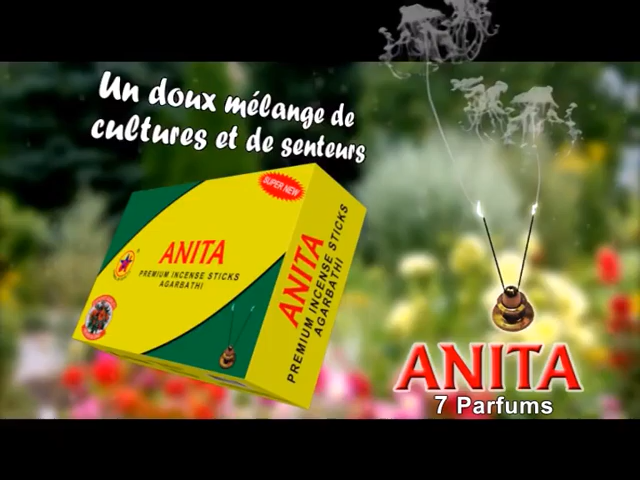 Un doux mélange de
cultures et de senteurs
SUPER NEW
ANITA
PREMIUM INCENSE STICKS
AGARBATHI
ANITA
PREMIUM INCENSE STICKS
AGARBATHI
ANITA
7 Parfums